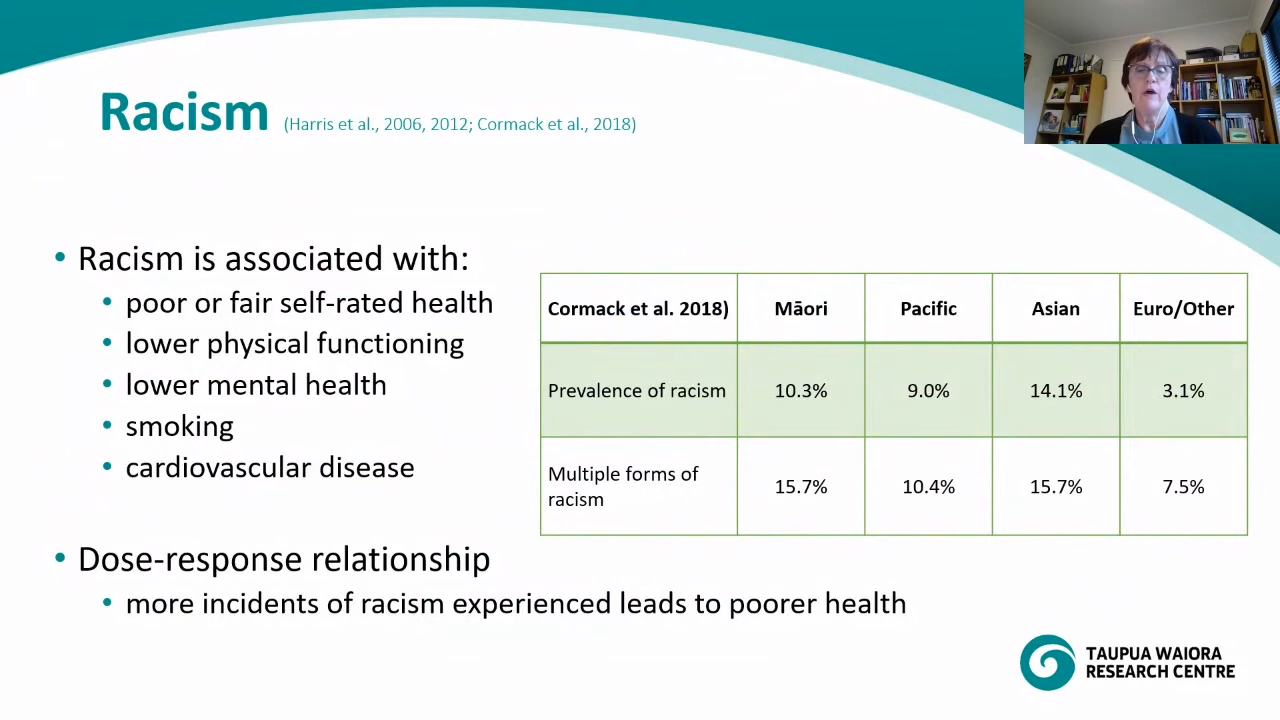 Racism (Harris et al., 2006, 2012; Cormack et al., 2018)
• Racism is associated with:
• poor or fair self-rated health
• lower physical functioning
• lower mental health
• smoking
• cardiovascular disease
Cormack et al. 2018) Māori Pacific Asian Euro/Other
Prevalence of racism 10.3% 9.0% 14.1% 3.1%
Multiple forms of
racism 15.7% 10.4% 15.7% 7.5%
• Dose-response relationship
• more incidents of racism experienced leads to poorer health
TAUPUA WAIORA
RESEARCH CENTRE